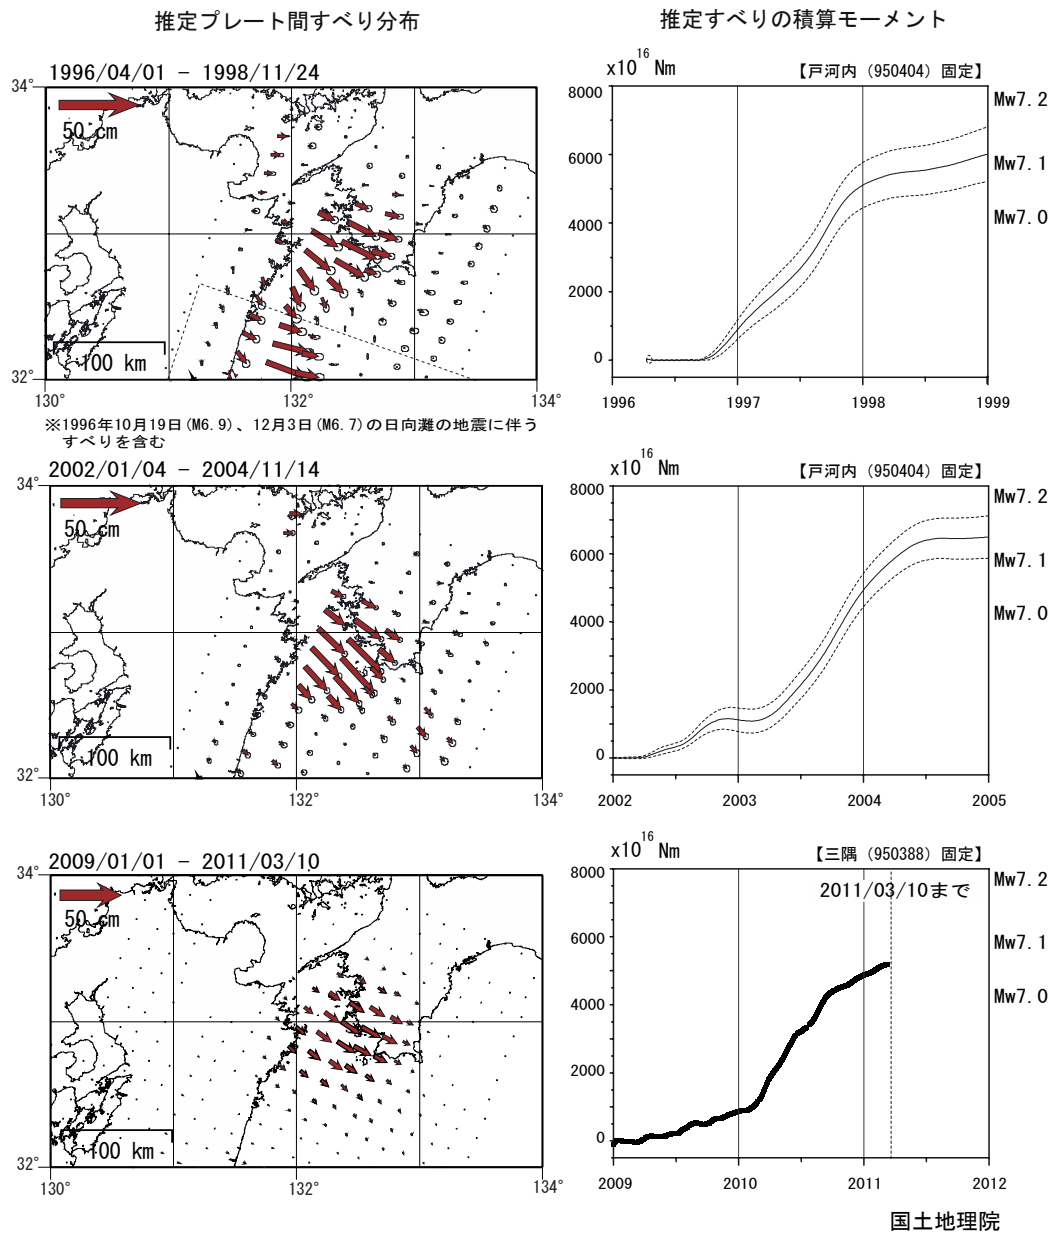 推定プレート間すべり分布
推定すべりの積算モーメント
1996/04/01 − 1998/11/24
34°
50 cm
100 km
32°
130°
132°
134°
※1996年10月19日(M6.9)、12月3日(M6.7)の日向灘の地震に伴う
すべりを含む
x10^16 Nm
【戸河内（950404）固定】
8000
6000
4000
2000
0
Mw7.2
Mw7.1
Mw7.0
1996
1997
1998
1999
2002/01/04 − 2004/11/14
34°
50 cm
100 km
32°
130°
132°
134°
x10^16 Nm
【戸河内（950404）固定】
8000
6000
4000
2000
0
Mw7.2
Mw7.1
Mw7.0
2002
2003
2004
2005
2009/01/01 − 2011/03/10
34°
50 cm
100 km
32°
130°
132°
134°
x10^16 Nm
【三隅（950388）固定】
2011/03/10まで
8000
6000
4000
2000
0
Mw7.2
Mw7.1
Mw7.0
2009
2010
2011
2012
国土地理院